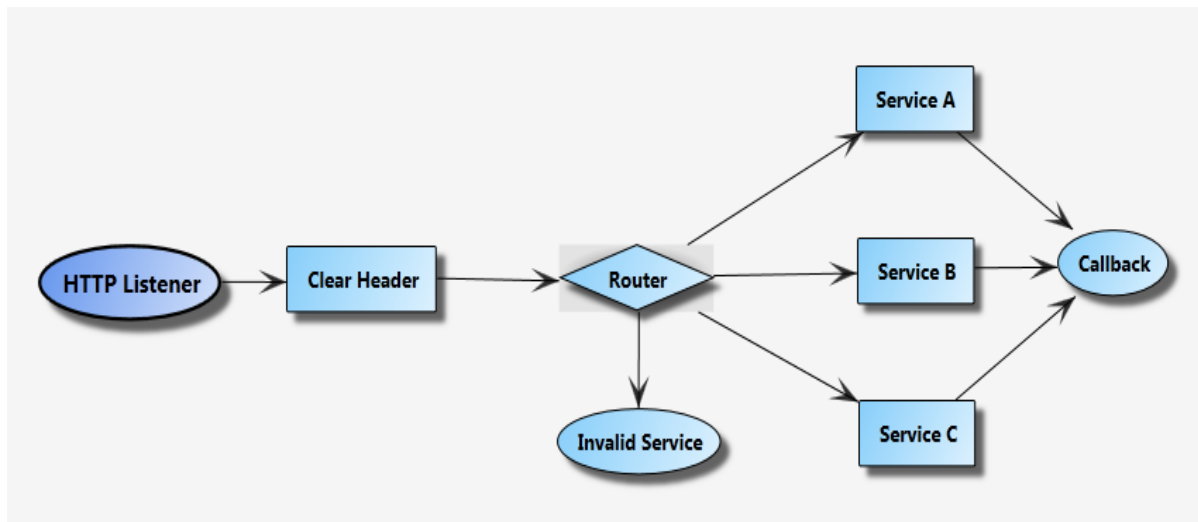 HTTP Listener
Clear Header
Router
Service A
Service B
Service C
Callback
Invalid Service